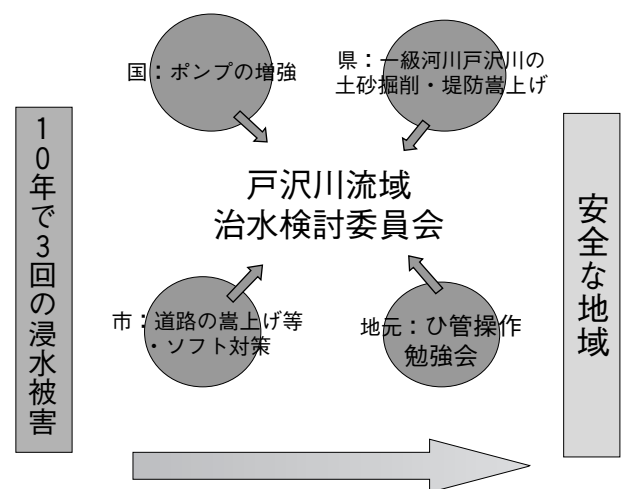 国：ポンプの増強
県：一級河川戸沢川の
土砂掘削・堤防嵩上げ
10年で3回の浸水被害
戸沢川流域
治水検討委員会
安全な地域
市：道路の嵩上げ等
・ソフト対策
地元：ひ管操作
勉強会